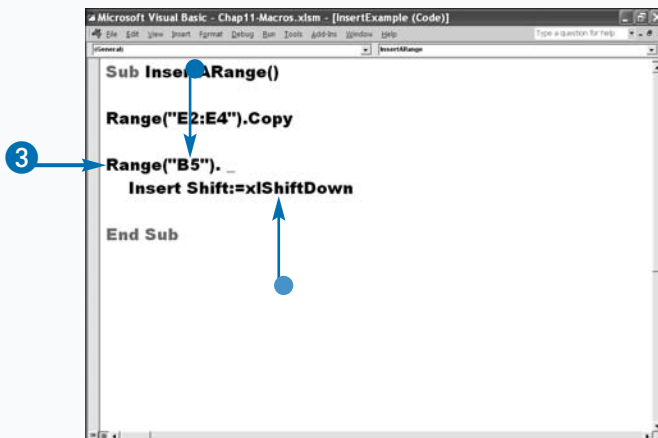 Microsoft Visual Basic - Chap11-Macros.xlsm - [InsertExample (Code)]
File Edit View Insert Format Debug Run Tools Add-Ins Window Help Type a question for help
(General) InsertARange
Sub Inser ARange()
Range("E2:E4").Copy
3
Range("B5"). _
Insert Shift:=xlShiftDown
End Sub